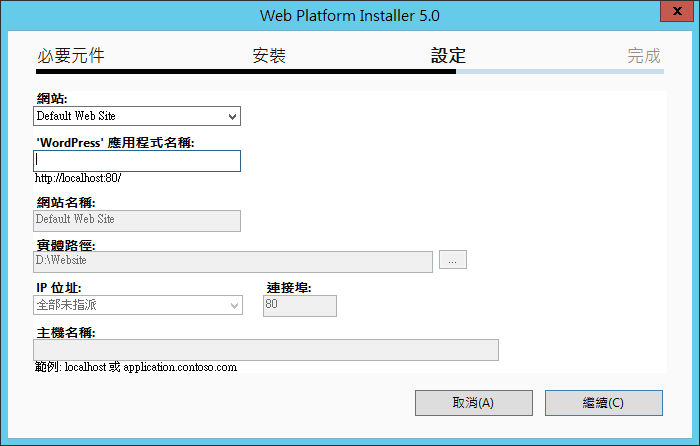 Web Platform Installer 5.0
x
必要元件 安裝 設定 完成
網站:
Default Web Site
'WordPress' 應用程式名稱:
http://localhost:80/
網站名稱:
Default Web Site
實體路徑:
D:\Website ...
IP 位址: 連接埠:
全部未指派 80
主機名稱:
範例: localhost 或 application.contoso.com
取消(A) 繼續(C)